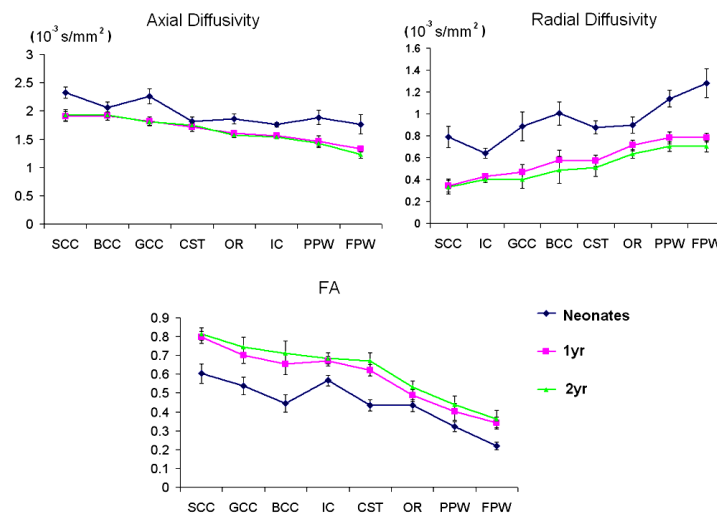 Axial Diffusivity
(10⁻³ s/mm²)
3
2.5
2
1.5
1
0.5
0
SCC BCC GCC CST OR IC PPW FPW
Radial Diffusivity
(10⁻³ s/mm²)
1.6
1.4
1.2
1
0.8
0.6
0.4
0.2
0
SCC IC GCC BCC CST OR PPW FPW
FA
0.9
0.8
0.7
0.6
0.5
0.4
0.3
0.2
0.1
0
SCC GCC BCC IC CST OR PPW FPW
Neonates
1yr
2yr